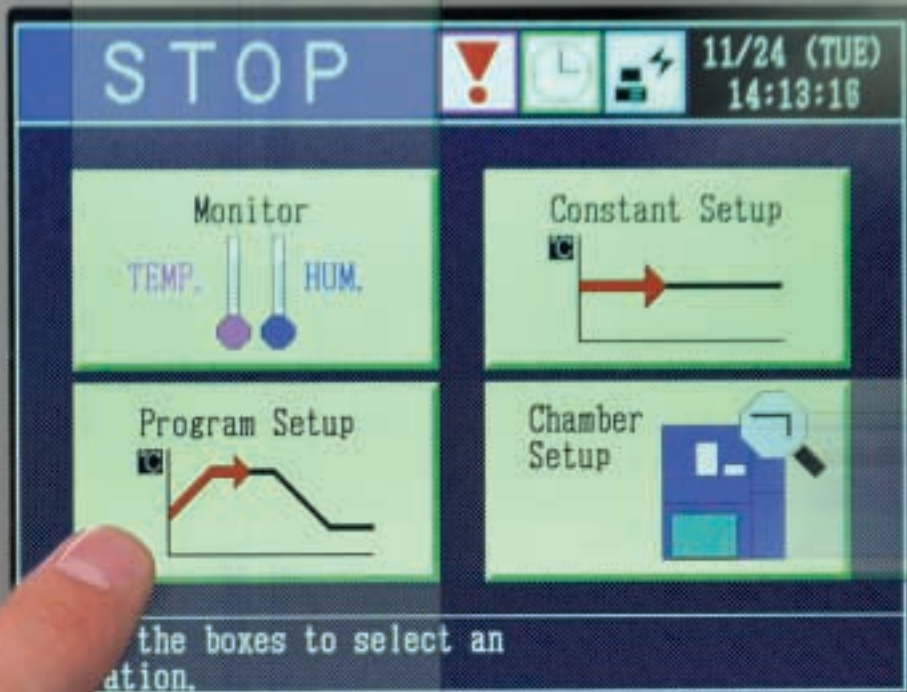 STOP
11/24 (TUE)
14:13:16
Monitor
TEMP. HUM.
Constant Setup
℃
Program Setup
℃
Chamber
Setup
the boxes to select an